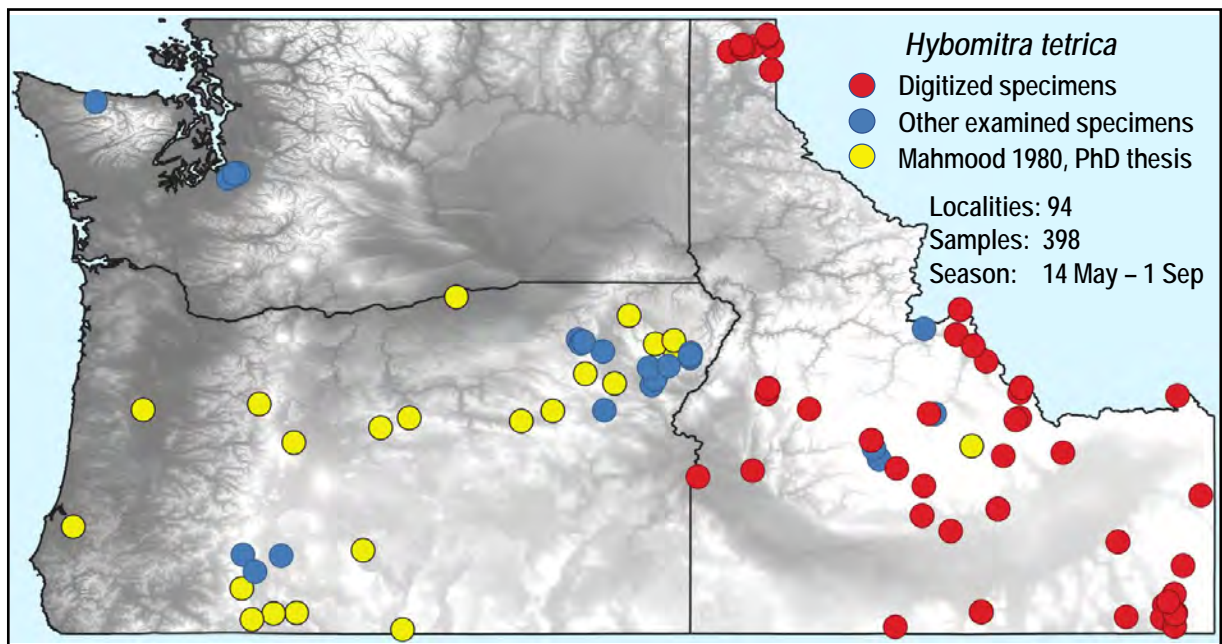 Hybomitra tetrica
Digitized specimens
Other examined specimens
Mahmood 1980, PhD thesis
Localities: 94
Samples: 398
Season: 14 May – 1 Sep